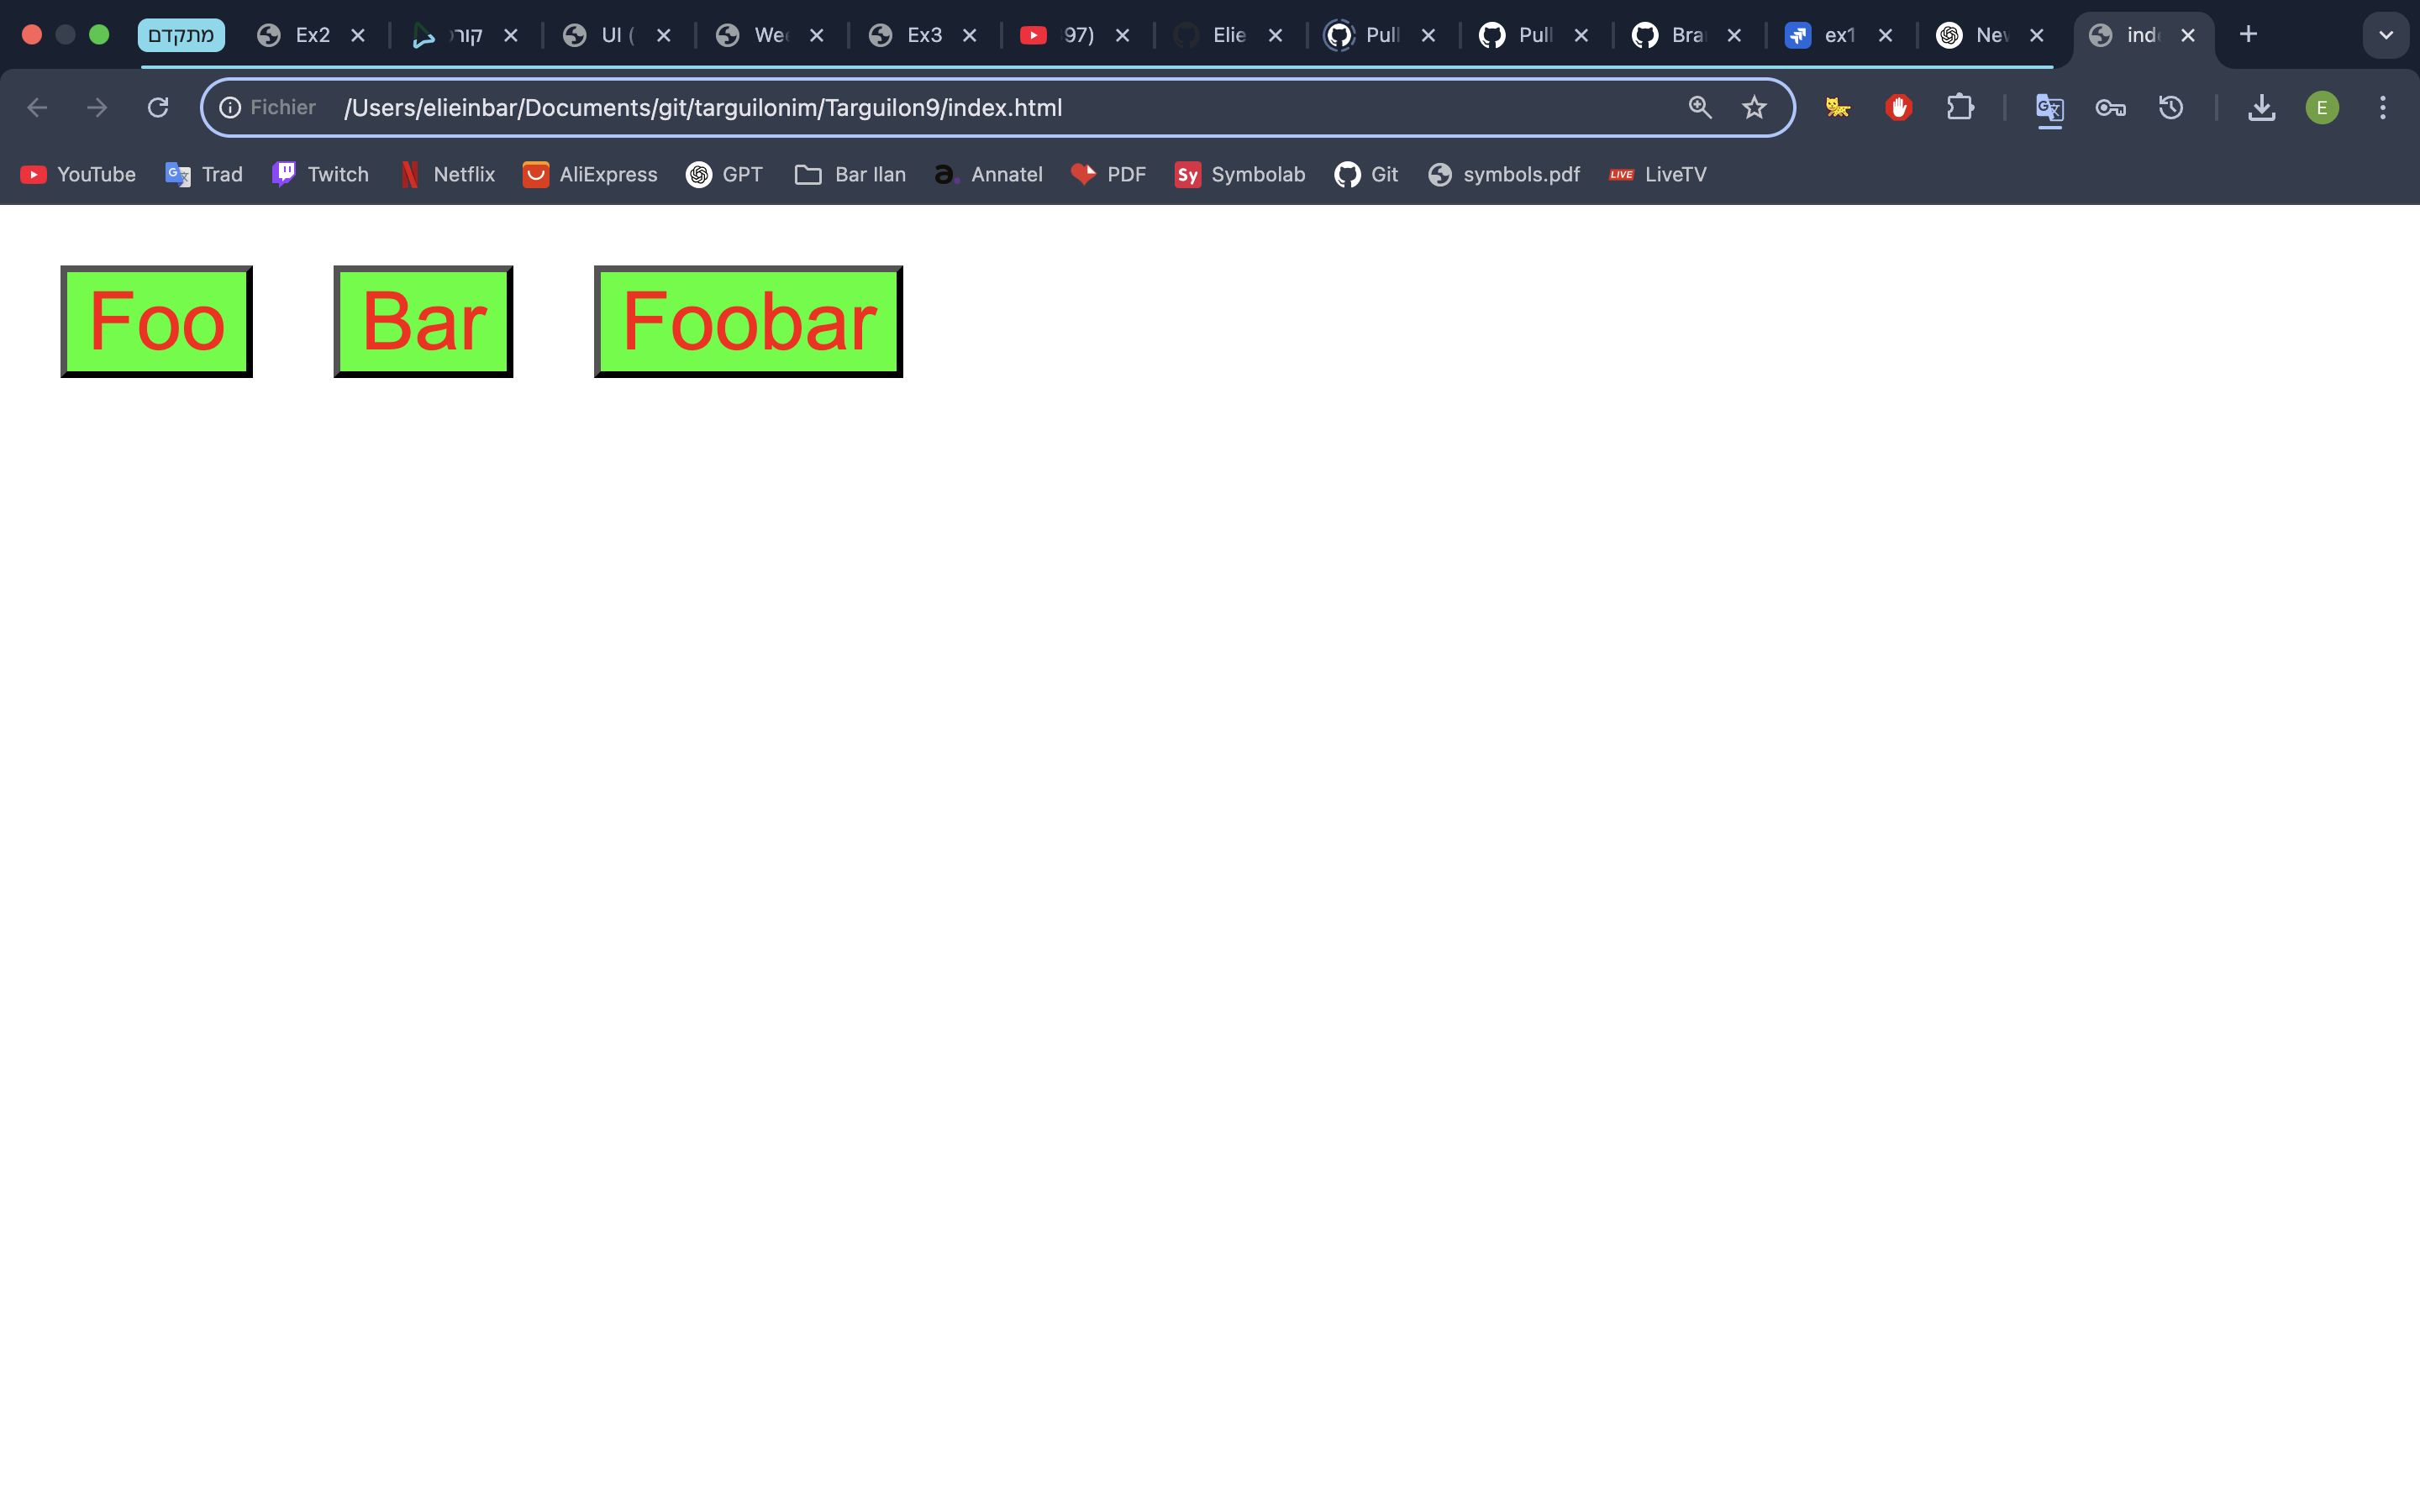 מתקדם Ex2 קור UI ( We Ex3 97) Elie Pull Pull Bra ex1 Nev ind
Fichier /Users/elieinbar/Documents/git/targuilonim/Targuilon9/index.html E
YouTube Trad Twitch Netflix AliExpress GPT Bar Ilan a. Annatel PDF Sy Symbolab Git symbols.pdf LIVE LiveTV
Foo Bar Foobar